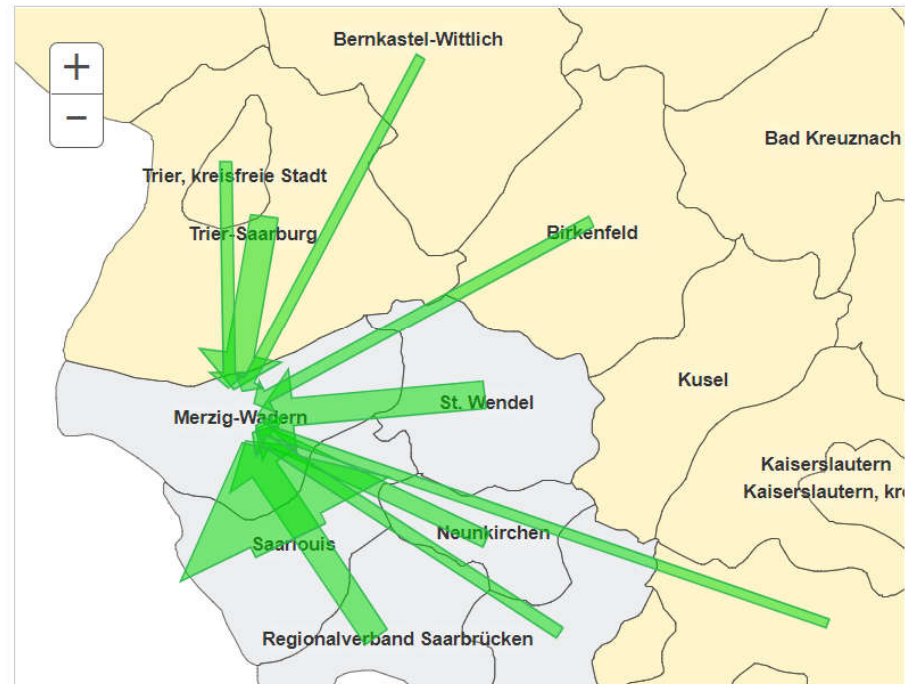 Bernkastel-Wittlich
+
−
Bad Kreuznach
Trier, kreisfreie Stadt
Trier-Saarburg
Birkenfeld
Kusel
St. Wendel
Merzig-Wadern
Kaiserslautern
Kaiserslautern, kre
Neunkirchen
Saarlouis
Regionalverband Saarbrücken